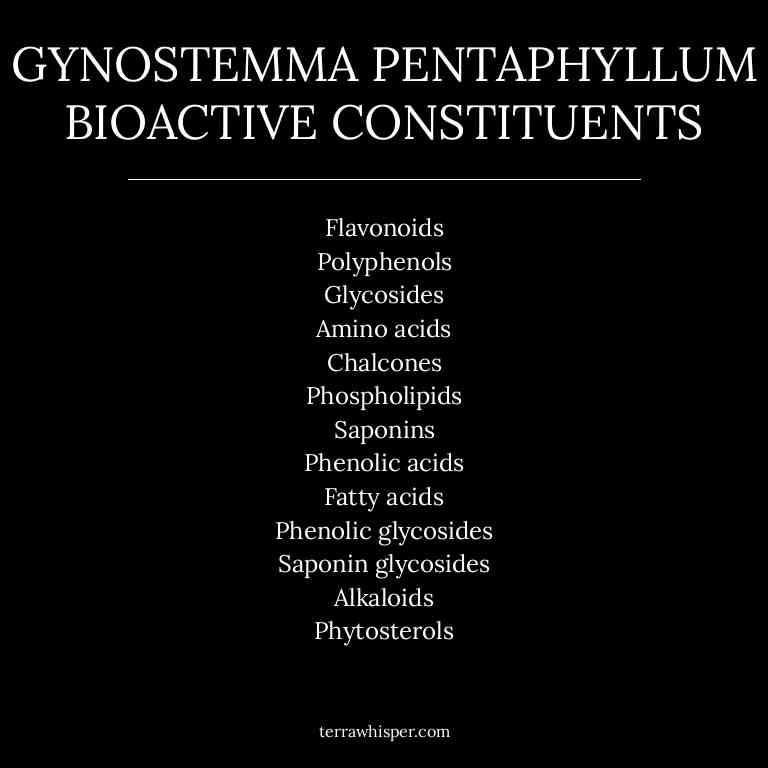 GYNOSTEMMA PENTAPHYLLUM
BIOACTIVE CONSTITUENTS
Flavonoids
Polyphenols
Glycosides
Amino acids
Chalcones
Phospholipids
Saponins
Phenolic acids
Fatty acids
Phenolic glycosides
Saponin glycosides
Alkaloids
Phytosterols
terrawhisper.com